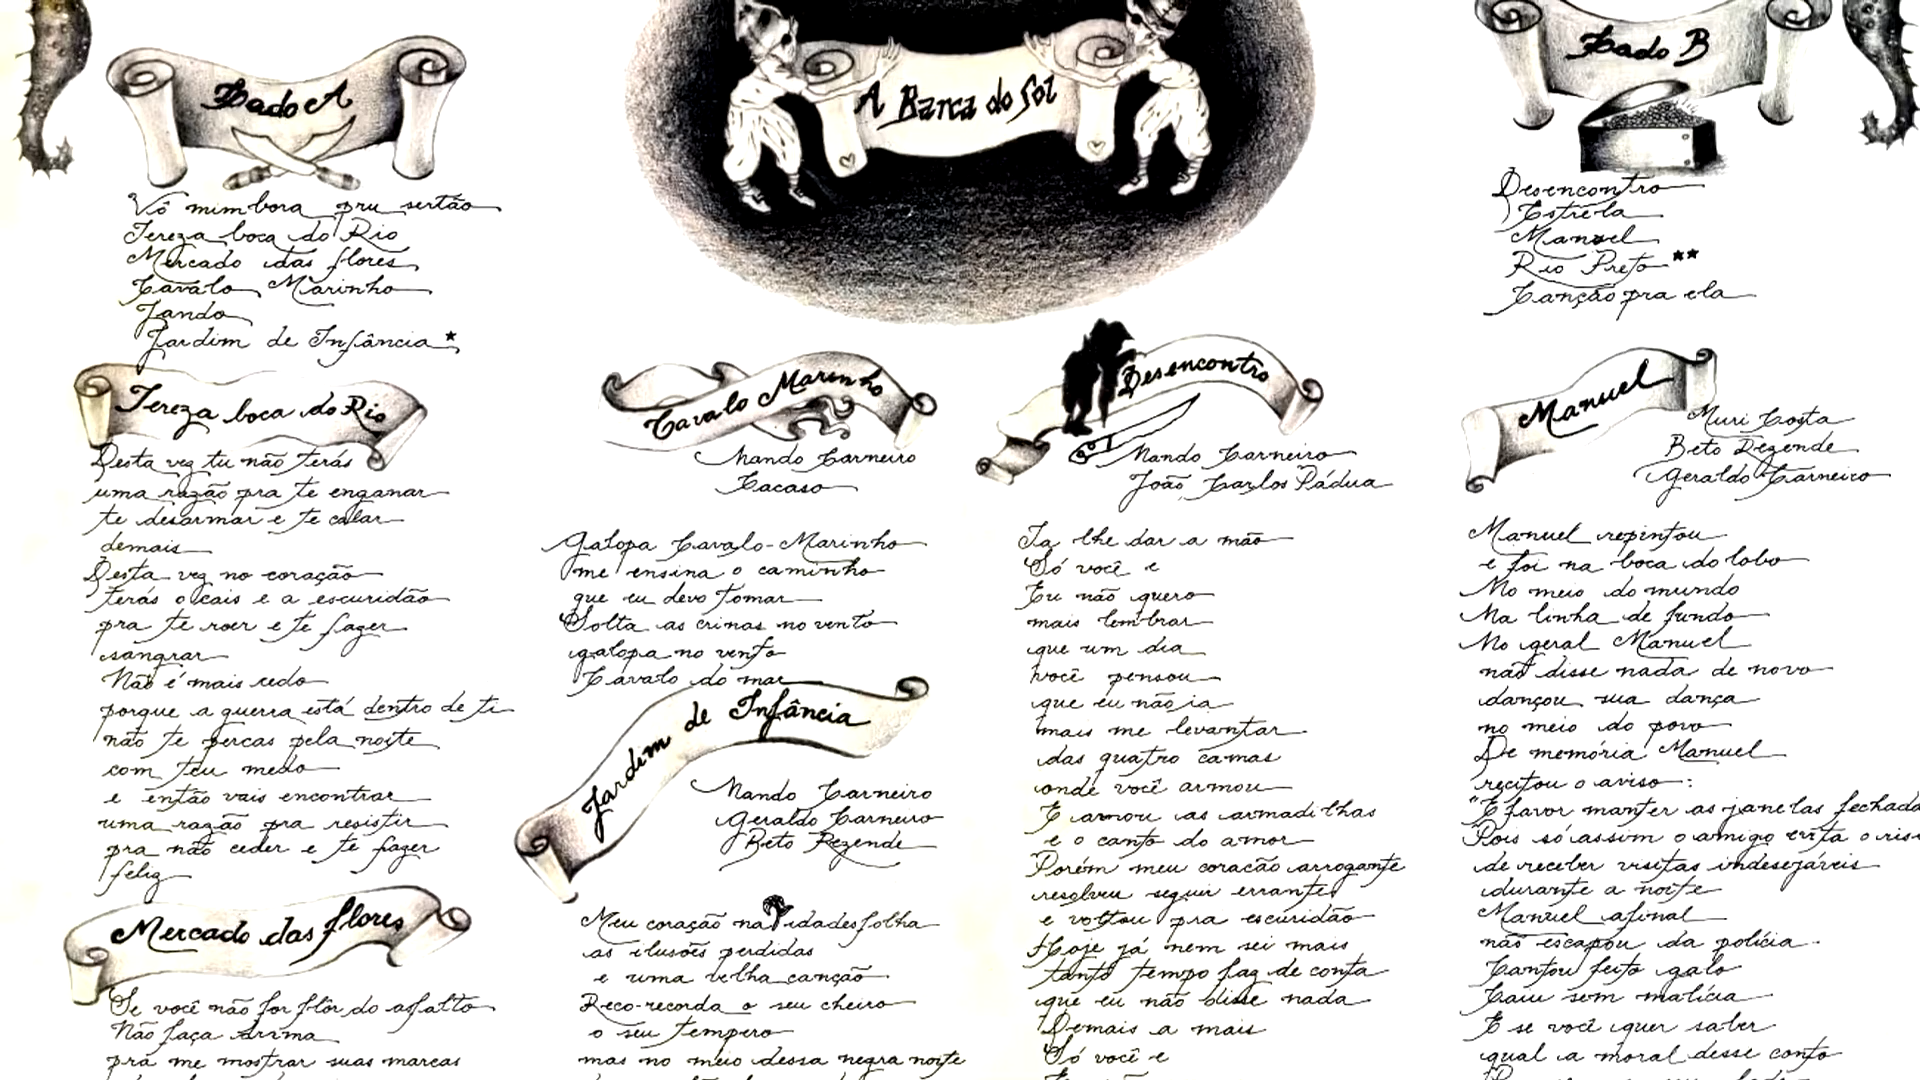 Lado A
Vô mimbora pru sertão
Tereza boca do Rio
Mercado das flores
Cavalo Marinho
Lando
Jardim de Infância *
A Barca do Sol
Lado B
Desencontro
Estrela
Manuel
Rio Preto **
Canção pra ela
Tereza boca do Rio
Desta vez tu não terás
uma razão pra te enganar
te desarmar e te calar
demais
Desta vez no coração
terás o cais e a escuridão
pra te roer e te fazer
sangrar
Não é mais cedo
porque a guerra está dentro de ti
não te percas pela noite
com teu medo
e então vais encontrar
uma razão pra resistir
pra não ceder e te fazer
feliz
Mercado das flores
Se você não for flôr do asfalto
Não faça
pra me mostrar suas marcas
Cavalo Marinho
Nando Carneiro
Cacaso
Galopa Cavalo-Marinho
me ensina o caminho
que eu devo tomar
Solta as crinas no vento
galopa no vento
Cavalo do mar
Jardim de Infância
Nando Carneiro
Geraldo Carneiro
Beto Rezende
Meu coração na idadesfolha
as ilusões perdidas
e uma velha canção
Reco-recorda o seu cheiro
o seu tempero
mas no meio dessa negra noite
Desencontro
Nando Carneiro
João Carlos Pádua
Ia lhe dar a mão
Só você e
Eu não quero
mais lembrar
que um dia
você pensou
que eu não ia
mais me levantar
das quatro camas
onde você armou
E armou as armadilhas
e o canto do amor
Porém meu coração arrogante
resolveu seguir errante
e voltou pra escuridão
Hoje já nem sei mais
tanto tempo faz de conta
que eu não disse nada
Demais a mais
Só você e
Manuel
Muri Costa
Beto Rezende
Geraldo Carneiro
Manuel repintou
e foi na boca do lobo
No meio do mundo
Na linha de fundo
No geral Manuel
não disse nada de novo
dançou sua dança
no meio do povo
De memória Manuel
recitou o aviso:
"É favor manter as janelas fechada
Pois só assim o amigo evita o risc
de receber visitas indesejáveis
durante a noite
Manuel afinal
não escapou da polícia.
Cantou feito galo
Caiu sem malícia
E se você quer saber
qual a moral desse conto